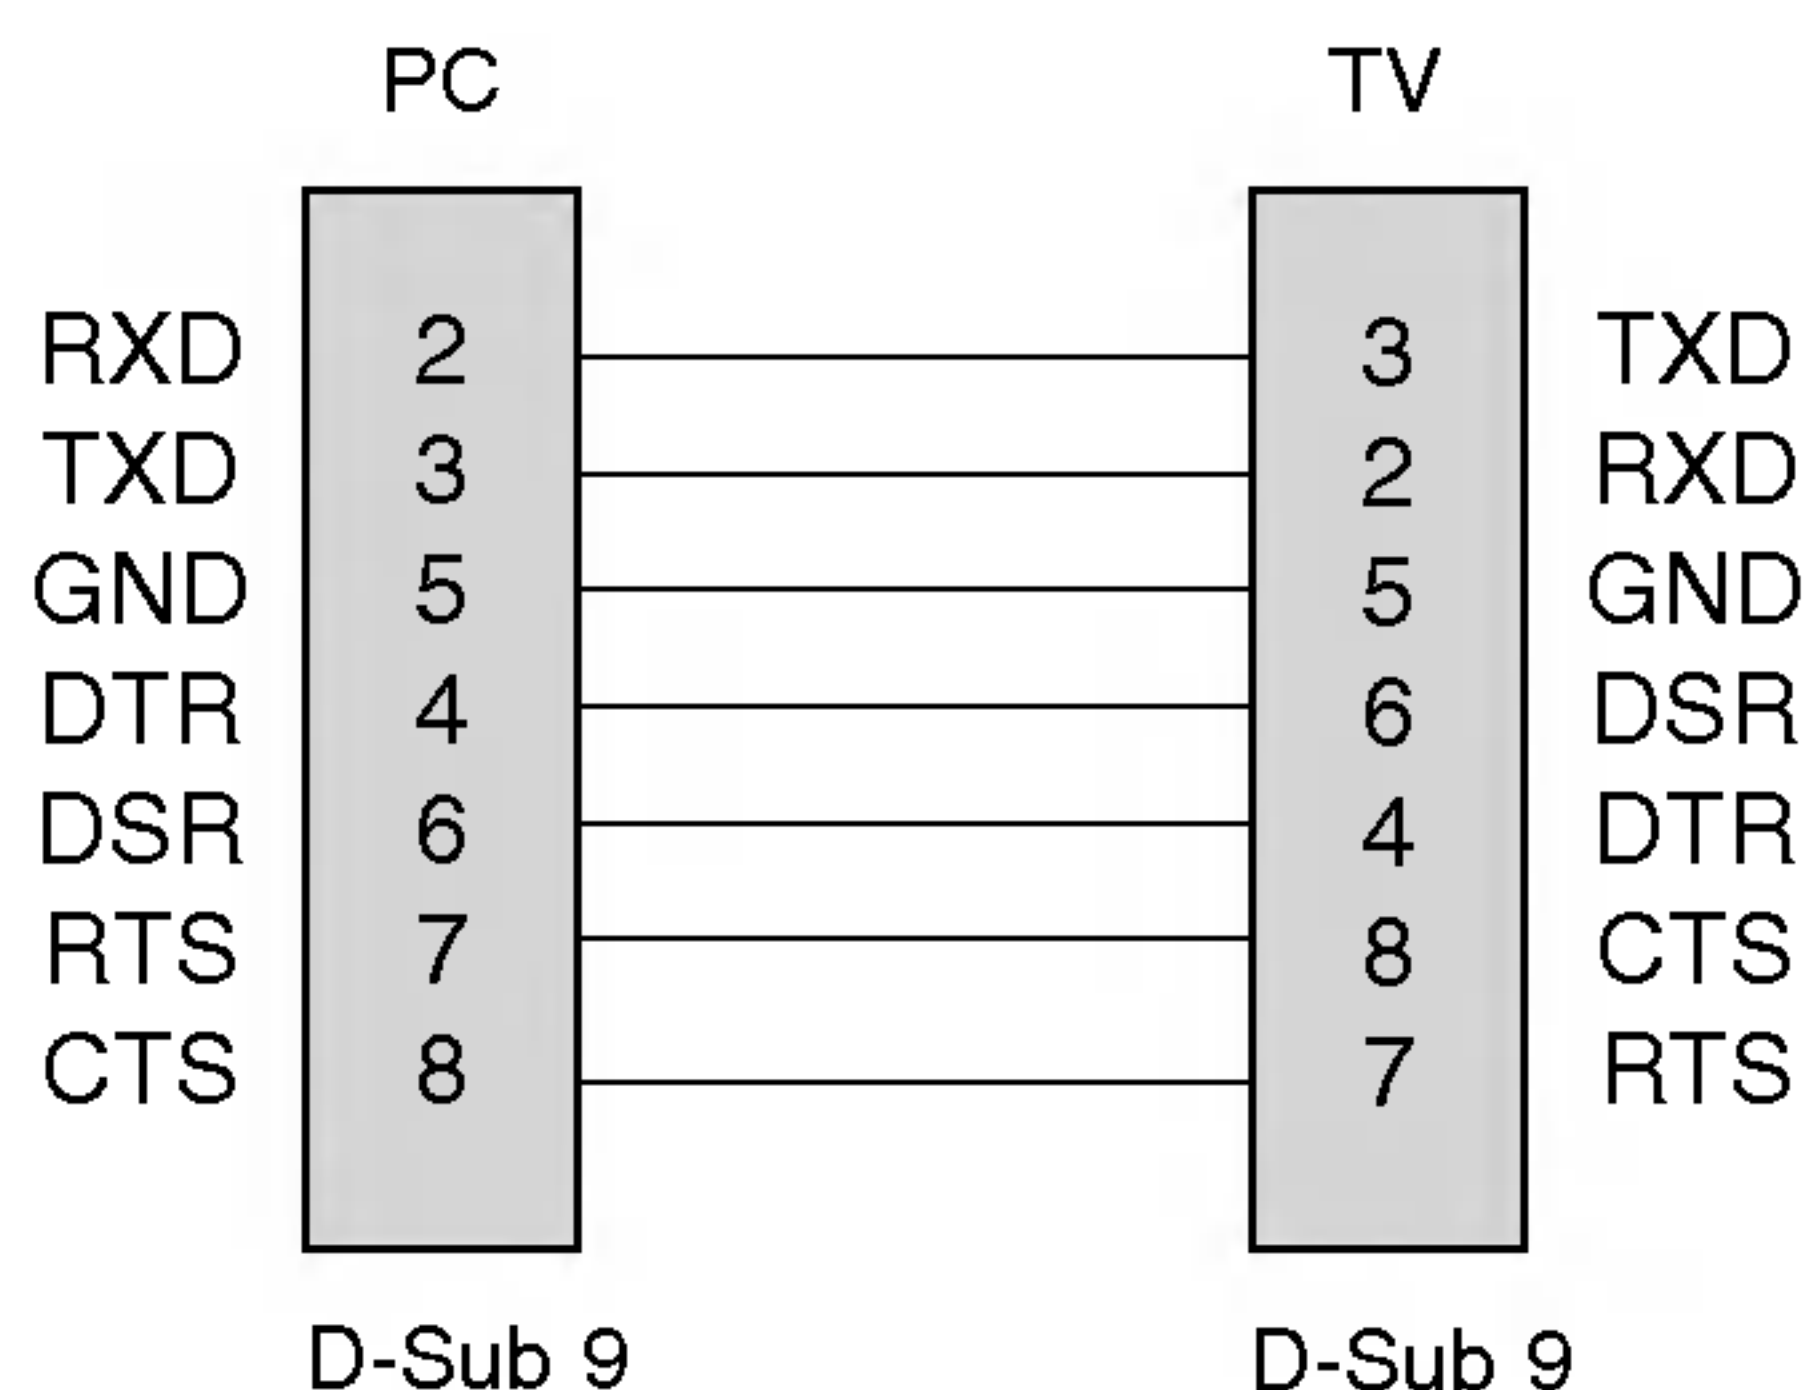 PC TV
RXD 2 3 TXD
TXD 3 2 RXD
GND 5 5 GND
DTR 4 6 DSR
DSR 6 4 DTR
RTS 7 8 CTS
CTS 8 7 RTS
D-Sub 9 D-Sub 9